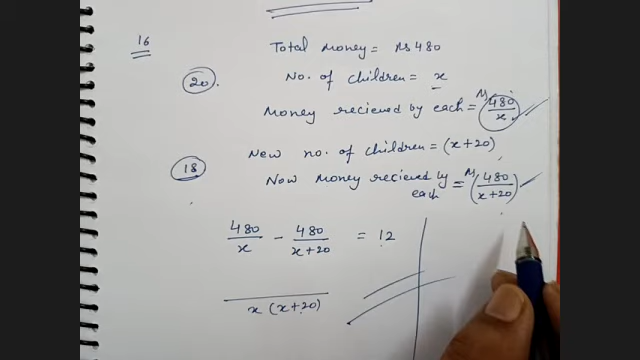 16
Total money = Rs 480
20.
No. of children = x
Money recieved by each = Rs 480/x
New no. of children = (x+20)
18
Now money recieved by each = Rs (480/x+20)
480/x - 480/x+20 = 12
x (x+20)